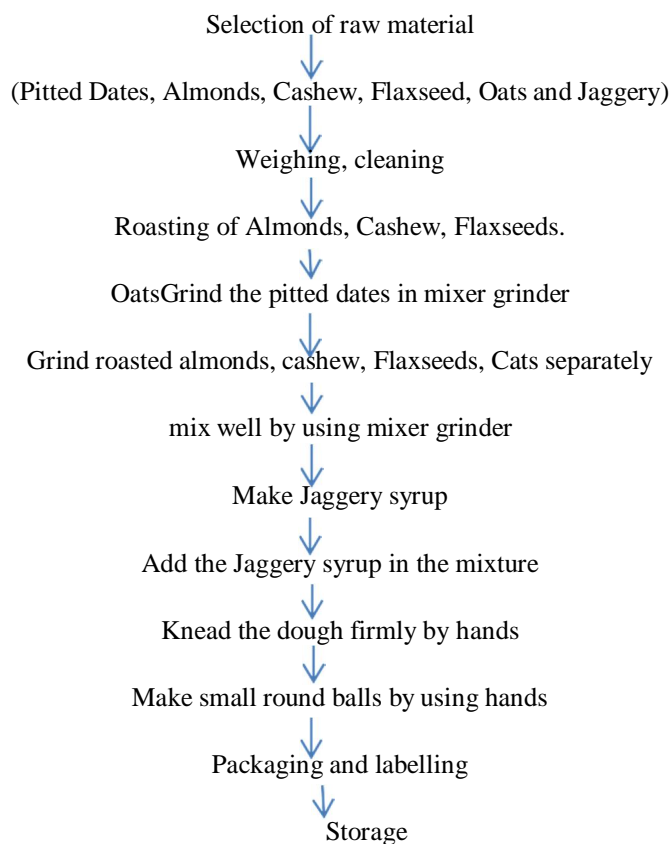 Selection of raw material
(Pitted Dates, Almonds, Cashew, Flaxseed, Oats and Jaggery)
Weighing, cleaning
Roasting of Almonds, Cashew, Flaxseeds.
OatsGrind the pitted dates in mixer grinder
Grind roasted almonds, cashew, Flaxseeds, Cats separately
mix well by using mixer grinder
Make Jaggery syrup
Add the Jaggery syrup in the mixture
Knead the dough firmly by hands
Make small round balls by using hands
Packaging and labelling
Storage